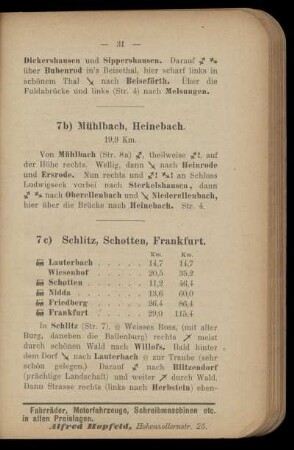 — 31 —
Dickershausen und Sippershausen. Darauf
über Bubenrod in's Beisethal, hier scharf links in
schönem Thal ↘ nach Beiseförth. Über die
Fuldabrücke und links (Str. 4) nach Melsungen.
7b) Mühlbach, Heinebach.
19,9 Km.
Von Mühlbach (Str. 8a) theilweise auf
der Höhe rechts. Wellig, dann ↘ nach Heinrode
und Ersrode. Nun rechts und an Schloss
Ludwigseck vorbei nach Sterkelshausen, dann
nach Oberellenbach und ↘ Niederellenbach,
hier über die Brücke nach Heinebach. Str. 4.
7c) Schlitz, Schotten, Frankfurt.
Km. Km.
Lauterbach . . . . . 14,7 14,7
Wiesenhof . . . . . 20,5 35,2
Schotten . . . . . 11,2 46,4
Nidda . . . . . 13,6 60,0
Friedberg . . . . . 26,4 86,4
Frankfurt . . . . . 29,0 115,4
In Schlitz (Str. 7), Weisses Ross, (mit alter
Burg, daneben die Ballenburg) rechts ↗ meist
durch schönen Wald nach Willofs. Bald hinter
dem Dorf ↘ nach Lauterbach zur Traube (sehr
schön gelegen). Darauf nach Blitzendorf
(prächtige Landschaft) und weiter durch Wald.
Dann Strasse rechts (links nach Herbstein) eben-
Fahrräder, Motorfahrzeuge, Schreibmaschinen etc.
in allen Preislagen.
Alfred Hopfeld, Hohenzollernstr. 25.